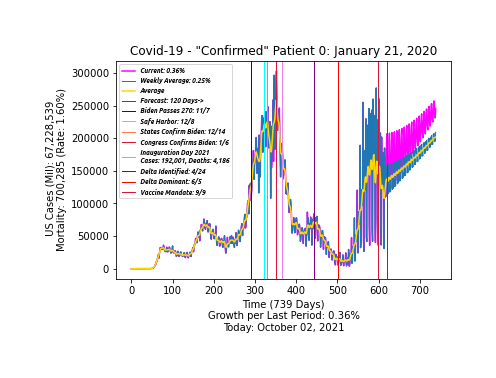 Covid-19 - "Confirmed" Patient 0: January 21, 2020
US Cases (Mil): 67,228,539
Mortality: 700,285 (Rate: 1.60%)
300000
250000
200000
150000
100000
50000
0
Current: 0.36%
Weekly Average: 0.25%
Average
Forecast: 120 Days->
Biden Passes 270: 11/7
Safe Harbor: 12/8
States Confirm Biden: 12/14
Congress Confirms Biden: 1/6
Inauguration Day 2021
Cases: 192,001, Deaths: 4,186
Delta Identified: 4/24
Delta Dominant: 6/5
Vaccine Mandate: 9/9
0 100 200 300 400 500 600 700
Time (739 Days)
Growth per Last Period: 0.36%
Today: October 02, 2021